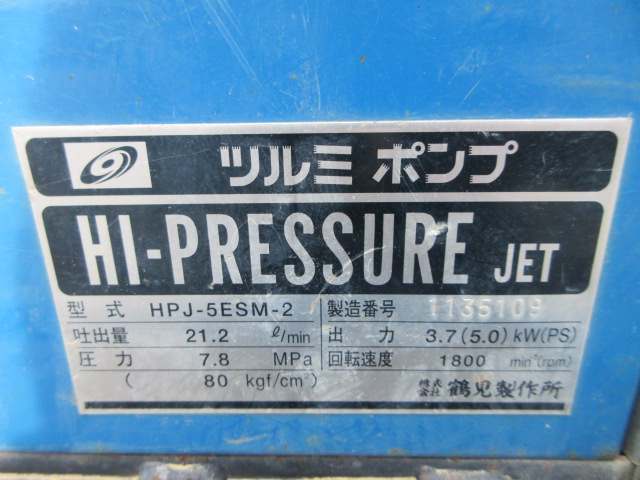 ツルミ ポンプ
HI-PRESSURE JET
型式 HPJ-5ESM-2 製造番号 1135109
吐出量 21.2 ℓ/min 出力 3.7(5.0) kW(PS)
圧力 7.8 MPa 回転速度 1800 min⁻¹(rpm)
( 80 kgf/cm²) 株式会社 鶴見製作所